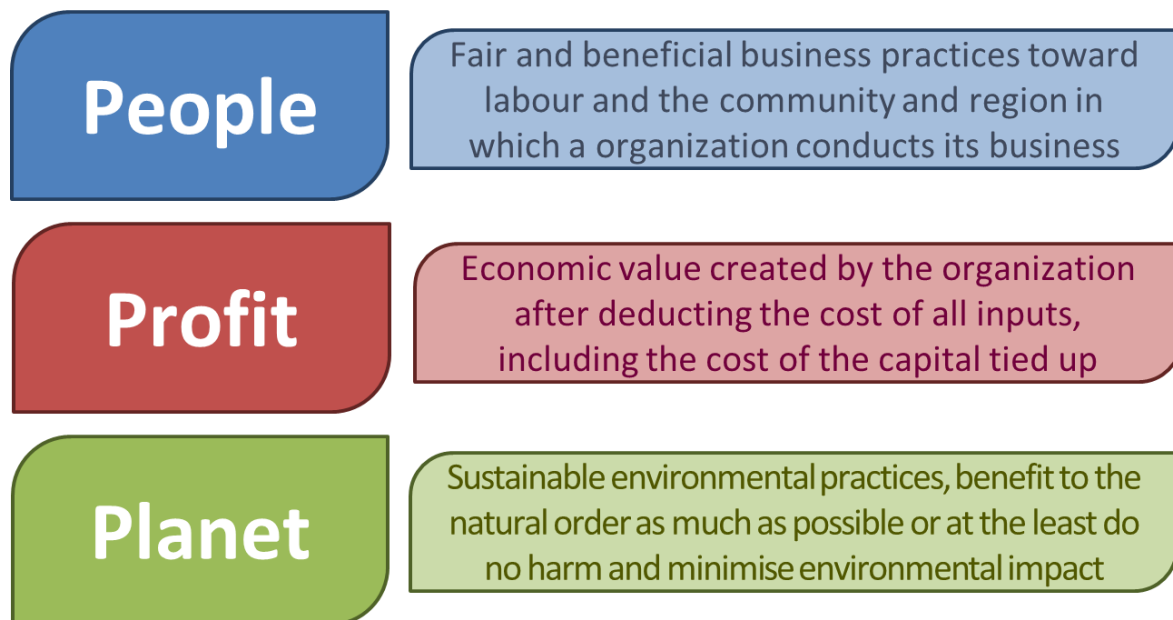 People
Fair and beneficial business practices toward
labour and the community and region in
which a organization conducts its business
Profit
Economic value created by the organization
after deducting the cost of all inputs,
including the cost of the capital tied up
Planet
Sustainable environmental practices, benefit to the
natural order as much as possible or at the least do
no harm and minimise environmental impact